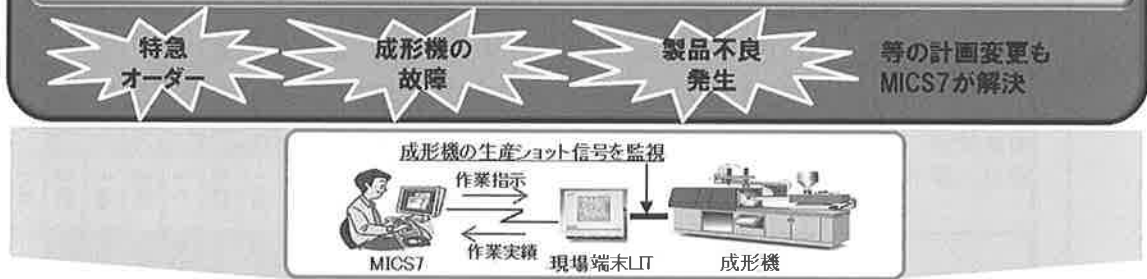 特急
オーダー
成形機の
故障
製品不良
発生
等の計画変更も
MICS7が解決
成形機の生産ショット信号を監視
作業指示
作業実績
MICS7
現場端末LIT
成形機